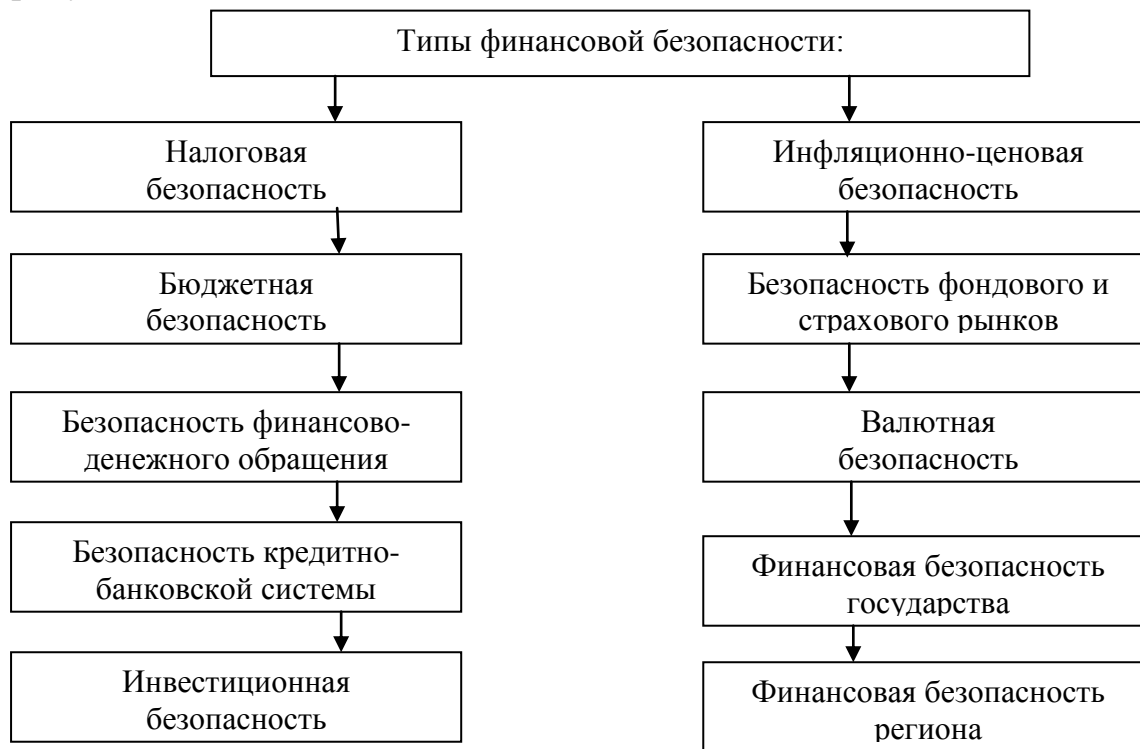 Типы финансовой безопасности:
Налоговая
безопасность
Бюджетная
безопасность
Безопасность финансово-
денежного обращения
Безопасность кредитно-
банковской системы
Инвестиционная
безопасность
Инфляционно-ценовая
безопасность
Безопасность фондового и
страхового рынков
Валютная
безопасность
Финансовая безопасность
государства
Финансовая безопасность
региона